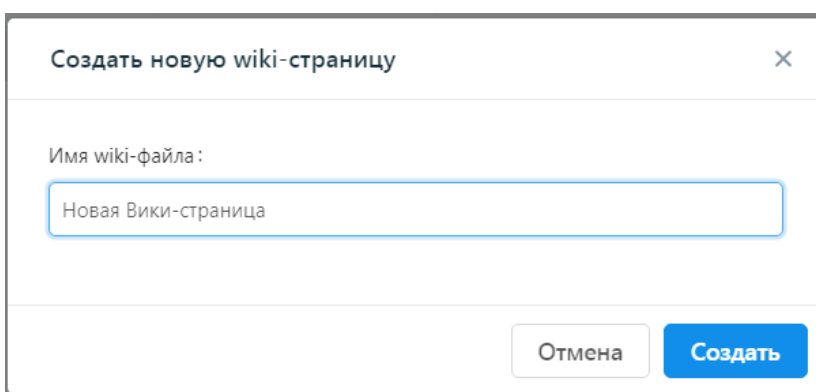 Создать новую wiki-страницу
Имя wiki-файла:
Новая Вики-страница
Отмена
Создать